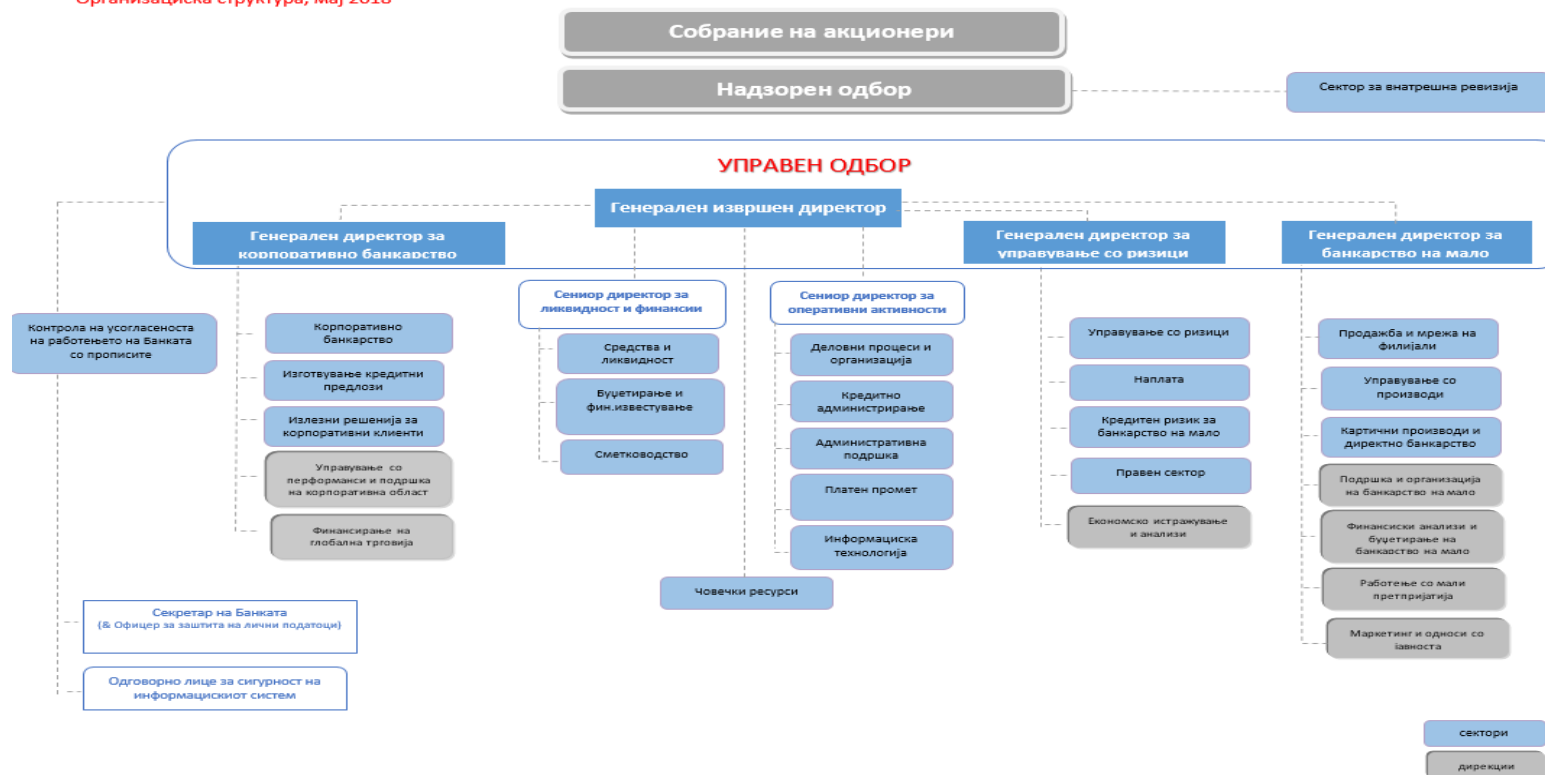 Организациска структура, мај 2018
Собрание на акционери
Надзорен одбор
Сектор за внатрешна ревизија
УПРАВЕН ОДБОР
Генерален извршен директор
Генерален директор за
корпоративно банкарство
Генерален директор за
управување со ризици
Генерален директор за
банкарство на мало
Сениор директор за
ликвидност и финансии
Сениор директор за
оперативни активности
Контрола на усогласеноста
на работењето на Банката
со прописите
Корпоративно
банкарство
Изготвување кредитни
предлози
Излезни решенија за
корпоративни клиенти
Управување со
перформанси и подршка
на корпоративна област
Финансирање на
глобална трговија
Средства и
ликвидност
Буџетирање и
фин.известување
Сметководство
Деловни процеси и
организација
Кредитно
администрирање
Административна
подршка
Платен промет
Информациска
технологија
Човечки ресурси
Управување со ризици
Наплата
Кредитен ризик за
банкарство на мало
Правен сектор
Економско истражување
и анализи
Продажба и мрежа на
филијали
Управување со
производи
Картични производи и
директно банкарство
Подршка и организација
на банкарство на мало
Финансиски анализи и
буџетирање на
банкарство на мало
Работење со мали
претпријатија
Маркетинг и односи со
јавноста
Секретар на Банката
(& Офицер за заштита на лични податоци)
Одговорно лице за сигурност на
информацискиот систем
сектори
дирекции